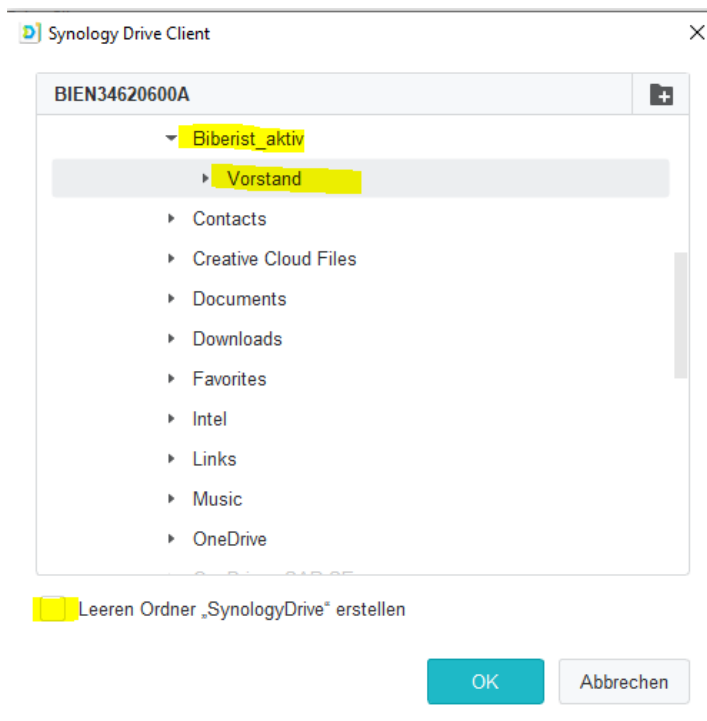 Synology Drive Client
BIEN34620600A
Biberist_aktiv
Vorstand
Contacts
Creative Cloud Files
Documents
Downloads
Favorites
Intel
Links
Music
OneDrive
Leeren Ordner „SynologyDrive“ erstellen
OK
Abbrechen